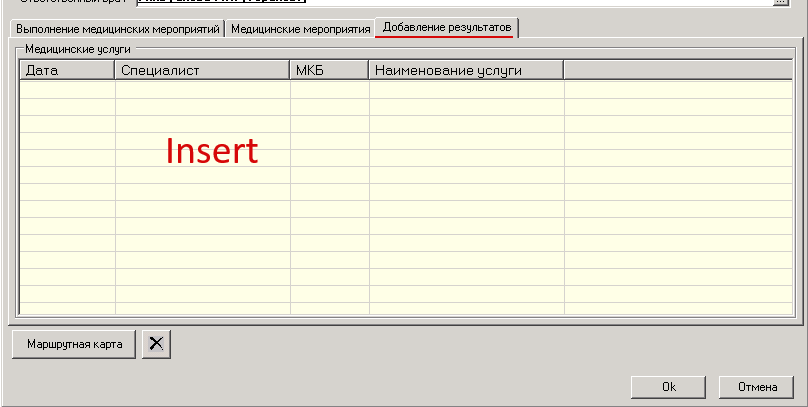 Выполнение медицинских мероприятий Медицинские мероприятия Добавление результатов
Медицинские услуги
Дата Специалист МКБ Наименование услуги
Insert
Маршрутная карта
Ok Отмена